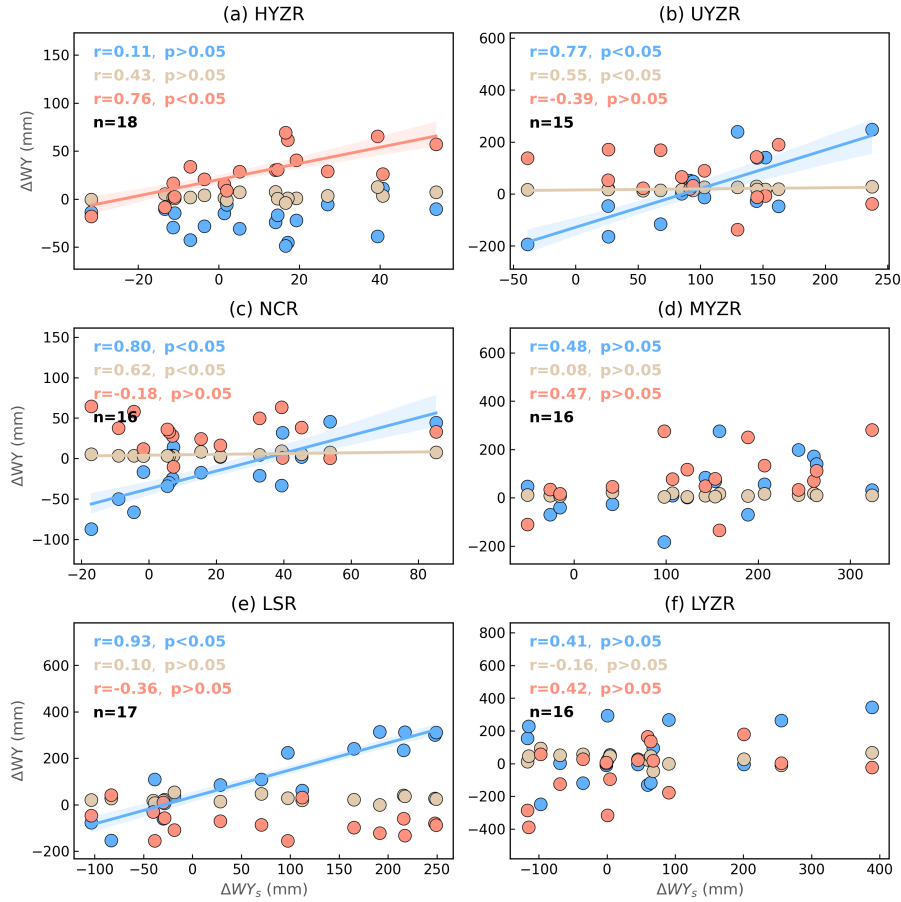 (a) HYZR
(b) UYZR
r=0.11, p>0.05
r=0.43, p>0.05
r=0.76, p<0.05
n=18
r=0.77, p<0.05
r=0.55, p<0.05
r=-0.39, p>0.05
n=15
ΔWY (mm)
150
100
50
0
−50
−20
0
20
40
600
400
200
0
−200
−50
0
50
100
150
200
250
(c) NCR
(d) MYZR
r=0.80, p<0.05
r=0.62, p<0.05
r=-0.18, p>0.05
n=16
r=0.48, p>0.05
r=0.08, p>0.05
r=0.47, p>0.05
n=16
ΔWY (mm)
150
100
50
0
−50
−100
−20
0
20
40
60
80
600
400
200
0
−200
0
100
200
300
(e) LSR
(f) LYZR
r=0.93, p<0.05
r=0.10, p>0.05
r=-0.36, p>0.05
n=17
r=0.41, p>0.05
r=-0.16, p>0.05
r=0.42, p>0.05
n=16
ΔWY (mm)
600
400
200
0
−200
−100
−50
0
50
100
150
200
250
800
600
400
200
0
−200
−400
−100
0
100
200
300
400
ΔWYₛ (mm)
ΔWYₛ (mm)